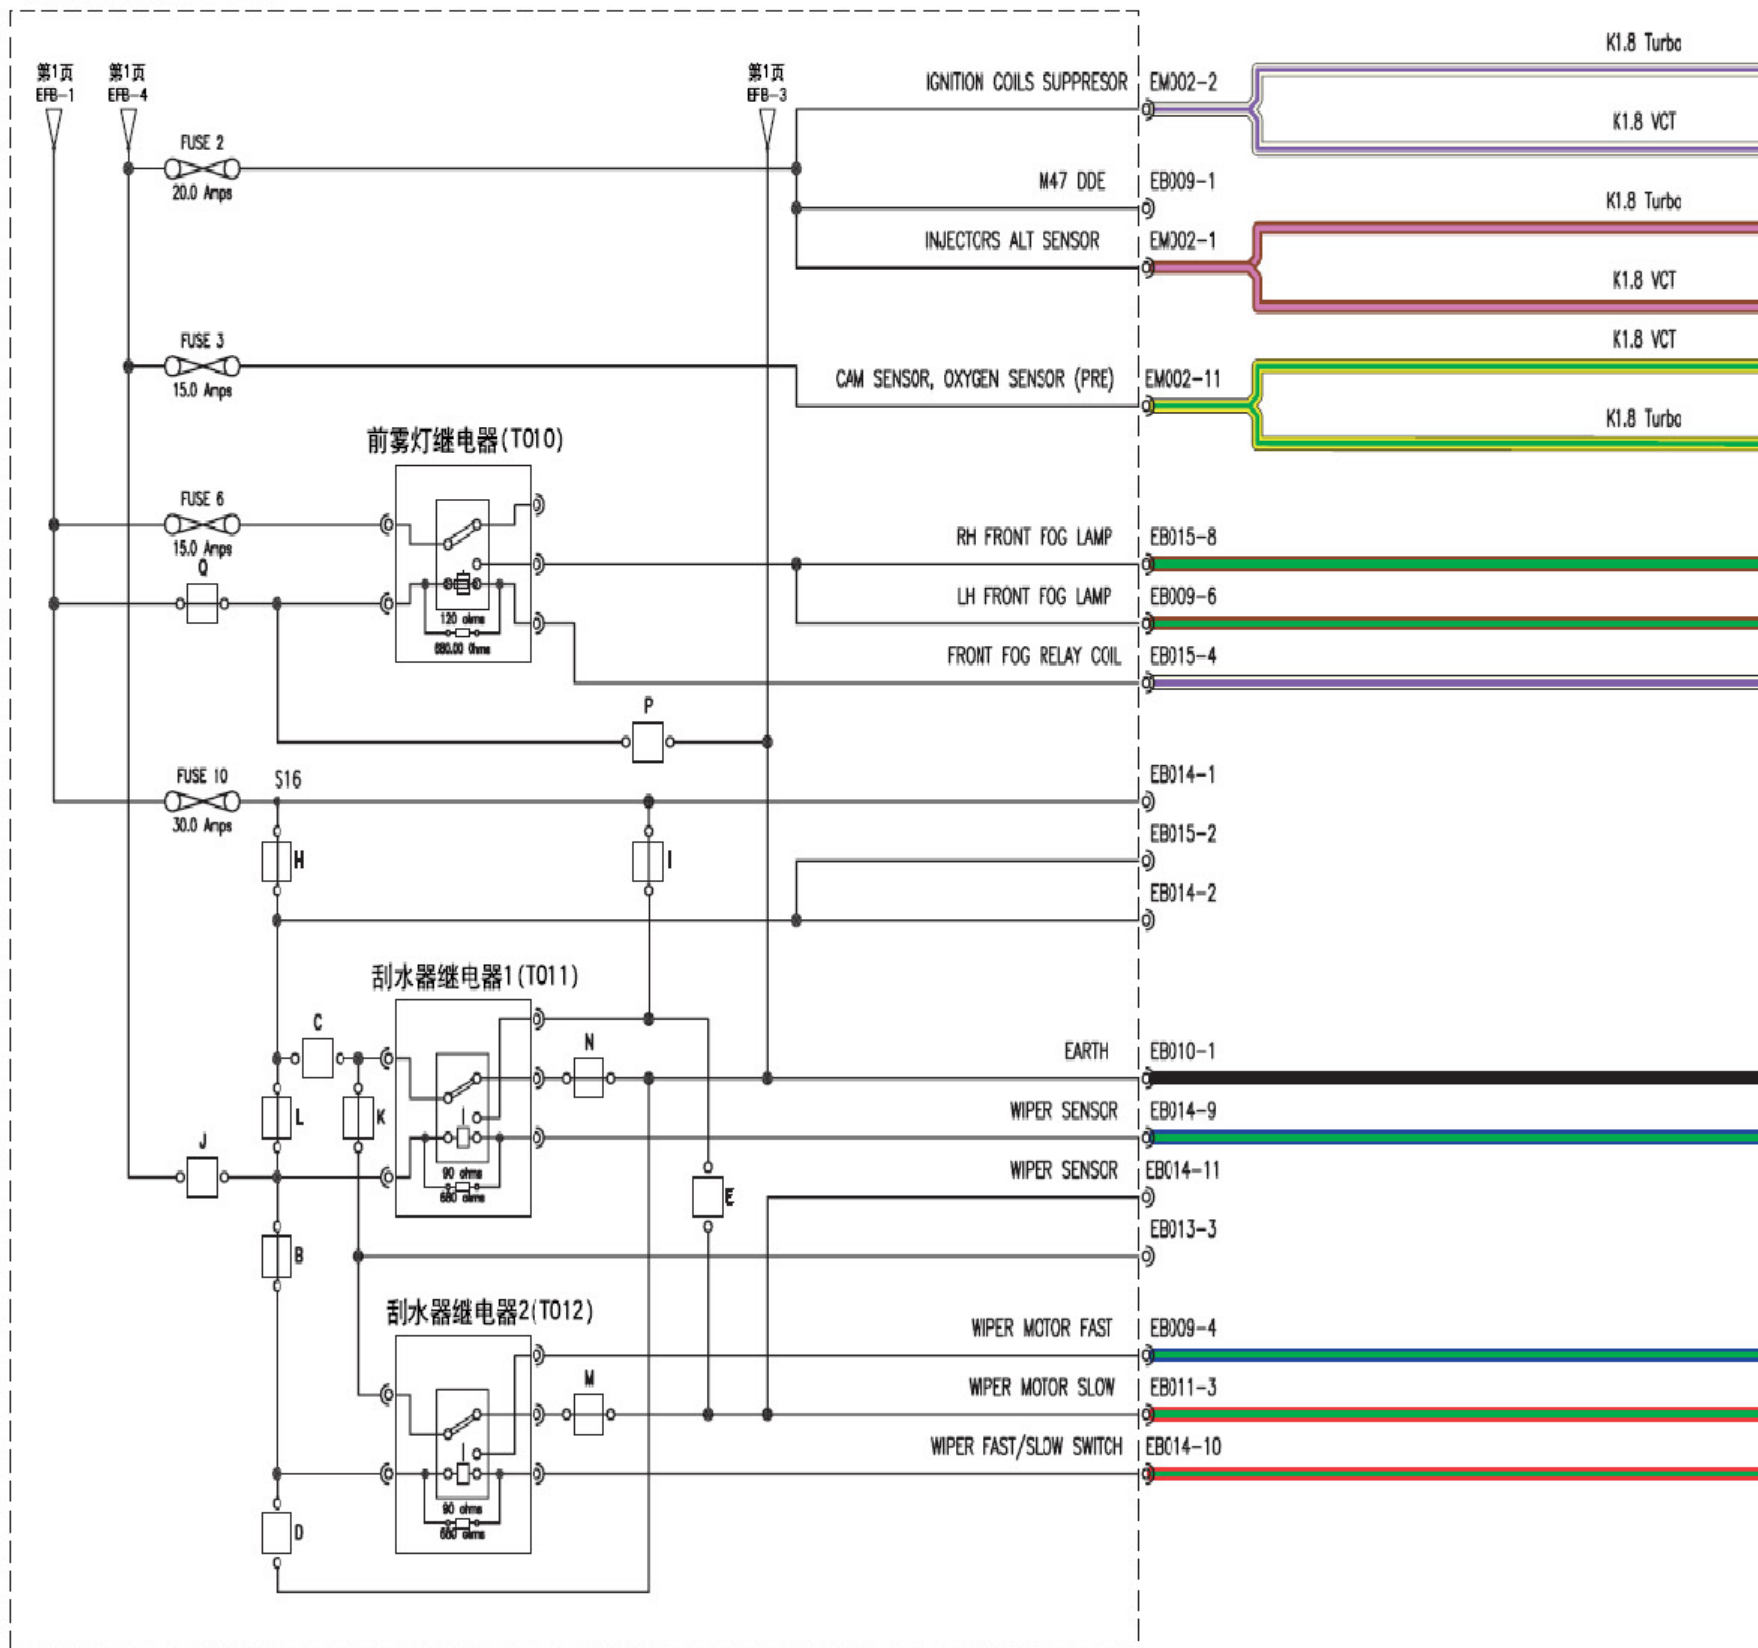 K1.8 Turbo
第1页
EFB-1
第1页
EFB-4
第1页
EFB-3
IGNITION COILS SUPPRESOR
EM002-2
K1.8 VCT
FUSE 2
20.0 Amps
M47 DDE
EB009-1
K1.8 Turbo
INJECTORS ALT SENSOR
EM002-1
K1.8 VCT
FUSE 3
15.0 Amps
K1.8 VCT
CAM SENSOR, OXYGEN SENSOR (PRE)
EM002-11
K1.8 Turbo
前雾灯继电器(T010)
FUSE 6
15.0 Amps
Q
120 ohms
680.00 Ohms
RH FRONT FOG LAMP
EB015-8
LH FRONT FOG LAMP
EB009-6
FRONT FOG RELAY COIL
EB015-4
P
FUSE 10
30.0 Amps
S16
EB014-1
EB015-2
H
I
EB014-2
刮水器继电器1(T011)
C
N
EARTH
EB010-1
L
K
WIPER SENSOR
EB014-9
J
90 ohms
680 ohms
WIPER SENSOR
EB014-11
E
EB013-3
B
刮水器继电器2(T012)
WIPER MOTOR FAST
EB009-4
M
WIPER MOTOR SLOW
EB011-3
WIPER FAST/SLOW SWITCH
EB014-10
90 ohms
680 ohms
D